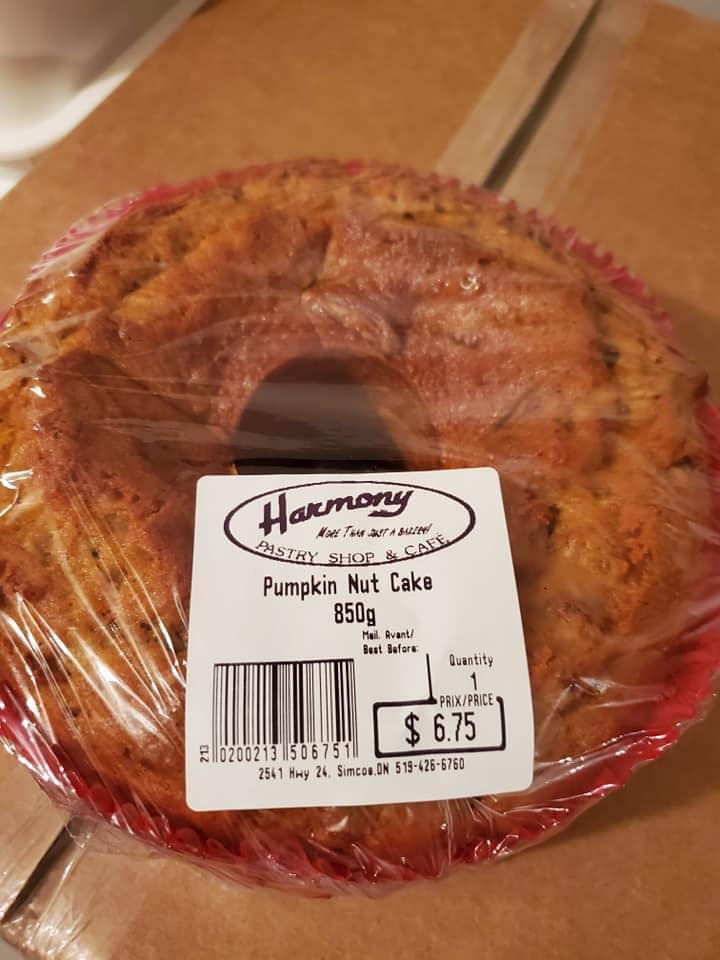 Harmony
MORE THAN JUST A BAKERY!
PASTRY SHOP & CAFE
Pumpkin Nut Cake
850g
Meil. Avant/
Best Before:
Quantity
1
PRIX/PRICE
$ 6.75
213
0200213 506751
2541 Hwy 24, Simcoe,ON 519-426-6760